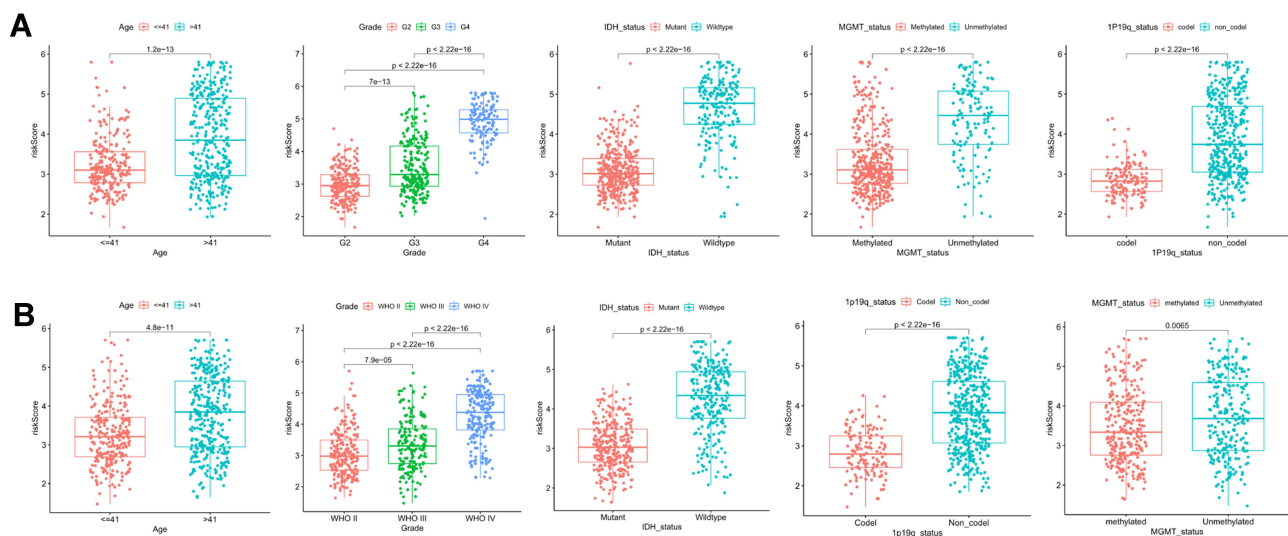 A
Age <=41 >41
1.2e-13
6
5
4
3
2
riskScore
<=41 >41
Age
Grade G2 G3 G4
p < 2.22e-16
p < 2.22e-16
7e-13
7
6
5
4
3
2
riskScore
G2 G3 G4
Grade
IDH_status Mutant Wildtype
p < 2.22e-16
6
5
4
3
2
riskScore
Mutant Wildtype
IDH_status
MGMT_status Methylated Unmethylated
p < 2.22e-16
6
5
4
3
2
riskScore
Methylated Unmethylated
MGMT_status
1P19q_status codel non_codel
p < 2.22e-16
6
5
4
3
2
riskScore
codel non_codel
1P19q_status
B
Age <=41 >41
4.8e-11
6
5
4
3
2
riskScore
<=41 >41
Age
Grade WHO II WHO III WHO IV
p < 2.22e-16
p < 2.22e-16
7.9e-05
7
6
5
4
3
2
riskScore
WHO II WHO III WHO IV
Grade
IDH_status Mutant Wildtype
p < 2.22e-16
6
5
4
3
2
riskScore
Mutant Wildtype
IDH_status
1p19q_status Codel Non_codel
p < 2.22e-16
6
5
4
3
2
riskScore
Codel Non_codel
1p19q_status
MGMT_status methylated Unmethylated
0.0065
6
5
4
3
2
riskScore
methylated Unmethylated
MGMT_status